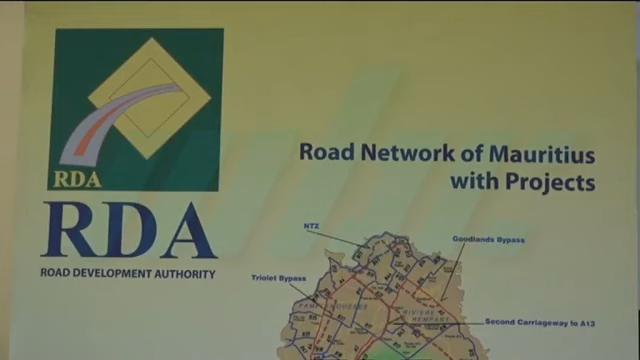 RDA
RDA
ROAD DEVELOPMENT AUTHORITY
Road Network of Mauritius
with Projects
NTZ
Goodlands Bypass
Triolet Bypass
RIVIERE
Second Carriageway to A13